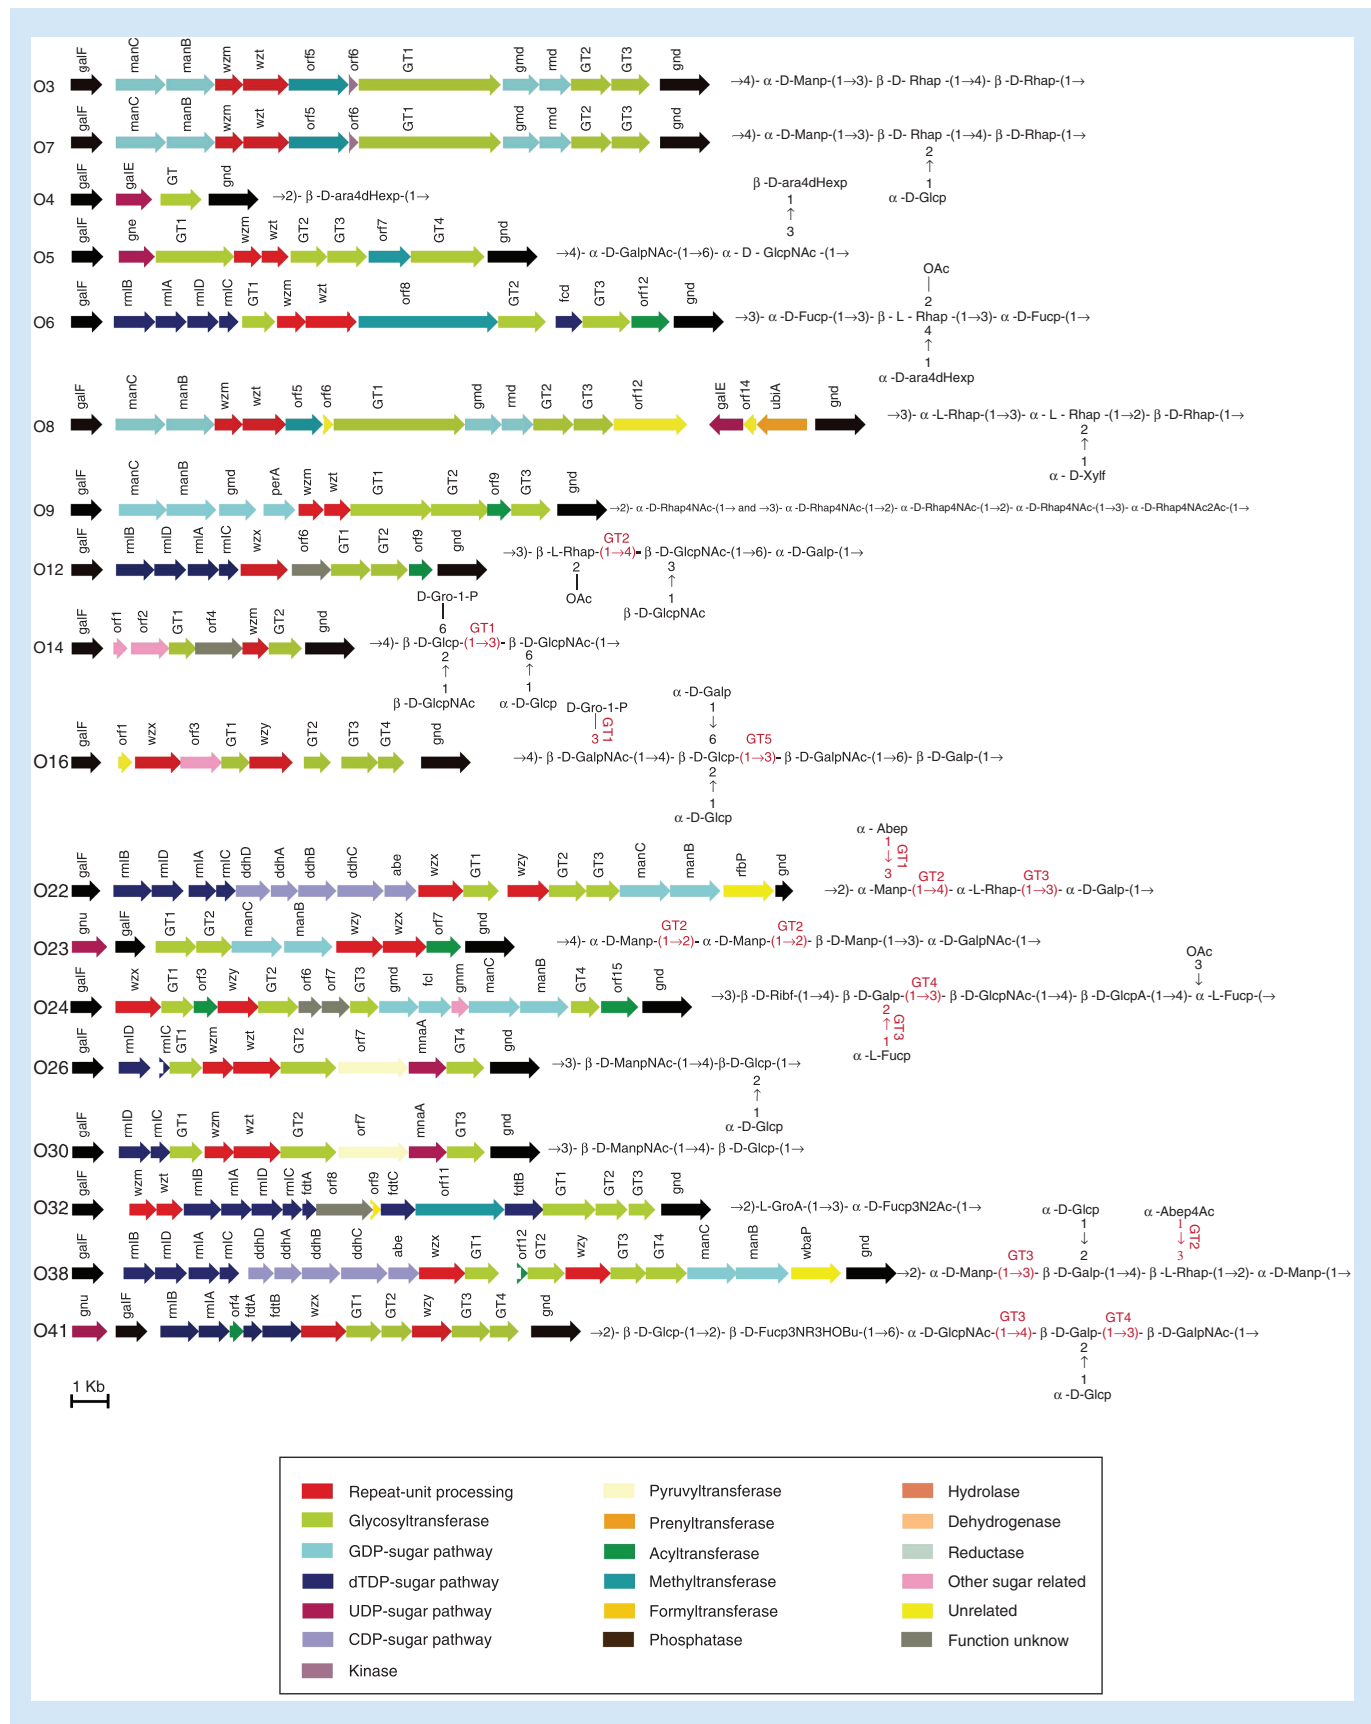 O3 galF manC manB wzm wzt orf5 orf6 GT1 gmd rmd GT2 GT3 gnd →4)- α -D-Manp-(1→3)- β -D- Rhap -(1→4)- β -D-Rhap-(1→
O7 galF manC manB wzm wzt orf5 orf6 GT1 gmd rmd GT2 GT3 gnd →4)- α -D-Manp-(1→3)- β -D- Rhap -(1→4)- β -D-Rhap-(1→
2
↑
1
α -D-Glcp
O4 galF galE GT gnd →2)- β -D-ara4dHexp-(1→
β -D-ara4dHexp
1
↑
3
O5 galF gne GT1 wzm wzt GT2 GT3 orf7 GT4 gnd →4)- α -D-GalpNAc-(1→6)- α - D - GlcpNAc -(1→
OAc
2
O6 galF rmlB rmlA rmlD rmlC GT1 wzm wzt orf8 GT2 fcd GT3 orf12 gnd →3)- α -D-Fucp-(1→3)- β - L - Rhap -(1→3)- α -D-Fucp-(1→
4
↑
1
α -D-ara4dHexp
O8 galF manC manB wzm wzt orf5 orf6 GT1 gmd rmd GT2 GT3 orf12 galE orf14 ubiA gnd →3)- α -L-Rhap-(1→3)- α - L - Rhap -(1→2)- β -D-Rhap-(1→
2
↑
1
α - D-Xylf
O9 galF manC manB gmd perA wzm wzt GT1 GT2 orf9 GT3 gnd →2)- α -D-Rhap4NAc-(1→ and →3)- α -D-Rhap4NAc-(1→2)- α -D-Rhap4NAc-(1→2)- α -D-Rhap4NAc-(1→3)- α -D-Rhap4NAc2Ac-(1→
GT2
O12 galF rmlB rmlD rmlA rmlC wzx orf6 GT1 GT2 orf9 gnd →3)- β -L-Rhap-(1→4)- β -D-GlcpNAc-(1→6)- α -D-Galp-(1→
2 3
↑
OAc 1
β -D-GlcpNAc
D-Gro-1-P
6 GT1
O14 galF orf1 orf2 GT1 orf4 wzm GT2 gnd →4)- β -D-Glcp-(1→3)- β -D-GlcpNAc-(1→
2 6
↑ ↑
1 1
β -D-GlcpNAc α -D-Glcp
α -D-Galp
D-Gro-1-P 1
GT1 ↓
3 6 GT5
O16 galF orf1 wzx orf3 GT1 wzy GT2 GT3 GT4 gnd →4)- β -D-GalpNAc-(1→4)- β -D-Glcp-(1→3)- β -D-GalpNAc-(1→6)- β -D-Galp-(1→
2
↑
1
α -D-Glcp
α - Abep
1
↓ GT1
3 GT2 GT3
O22 galF rmlB rmlD rmlA rmlC ddhD ddhA ddhB ddhC abe wzx GT1 wzy GT2 GT3 manC manB rfbP gnd →2)- α -Manp-(1→4)- α -L-Rhap-(1→3)- α -D-Galp-(1→
GT2 GT2
O23 gnu galF GT1 GT2 manC manB wzy wzx orf7 gnd →4)- α -D-Manp-(1→2)- α -D-Manp-(1→2)- β -D-Manp-(1→3)- α -D-GalpNAc-(1→
OAc
3
↓
GT4
O24 galF wzx GT1 orf3 wzy GT2 orf6 orf7 GT3 gmd fcl gmm manC manB GT4 orf15 gnd →3)-β -D-Ribf-(1→4)- β -D-Galp-(1→3)- β -D-GlcpNAc-(1→4)- β -D-GlcpA-(1→4)- α -L-Fucp-(→
2
↑ GT3
1
α -L-Fucp
O26 galF rmlD rmlC GT1 wzm wzt GT2 orf7 mnaA GT4 gnd →3)- β -D-ManpNAc-(1→4)-β-D-Glcp-(1→
2
↑
1
α -D-Glcp
O30 galF rmlD rmlC GT1 wzm wzt GT2 orf7 mnaA GT3 gnd →3)- β -D-ManpNAc-(1→4)- β -D-Glcp-(1→
O32 galF wzm wzt rmlB rmlA rmlD rmlC fdtA orf8 orf9 fdtC orf11 fdtB GT1 GT2 GT3 gnd →2)-L-GroA-(1→3)- α -D-Fucp3N2Ac-(1→
α -D-Glcp α -Abep4Ac
1 1
↓ ↓ GT2
GT3 2 3
O38 galF rmlB rmlD rmlA rmlC ddhD ddhA ddhB ddhC abe wzx GT1 orf12 GT2 wzy GT3 GT4 manC manB wbaP gnd →2)- α -D-Manp-(1→3)- β -D-Galp-(1→4)- β -L-Rhap-(1→2)- α -D-Manp-(1→
GT3 GT4
O41 gnu galF rmlB rmlA orf4 fdtA fdtB wzx GT1 GT2 wzy GT3 GT4 gnd →2)- β -D-Glcp-(1→2)- β -D-Fucp3NR3HOBu-(1→6)- α -D-GlcpNAc-(1→4)- β -D-Galp-(1→3)- β -D-GalpNAc-(1→
2
↑
1
α -D-Glcp
1 Kb
Repeat-unit processing
Glycosyltransferase
GDP-sugar pathway
dTDP-sugar pathway
UDP-sugar pathway
CDP-sugar pathway
Kinase
Pyruvyltransferase
Prenyltransferase
Acyltransferase
Methyltransferase
Formyltransferase
Phosphatase
Hydrolase
Dehydrogenase
Reductase
Other sugar related
Unrelated
Function unknow